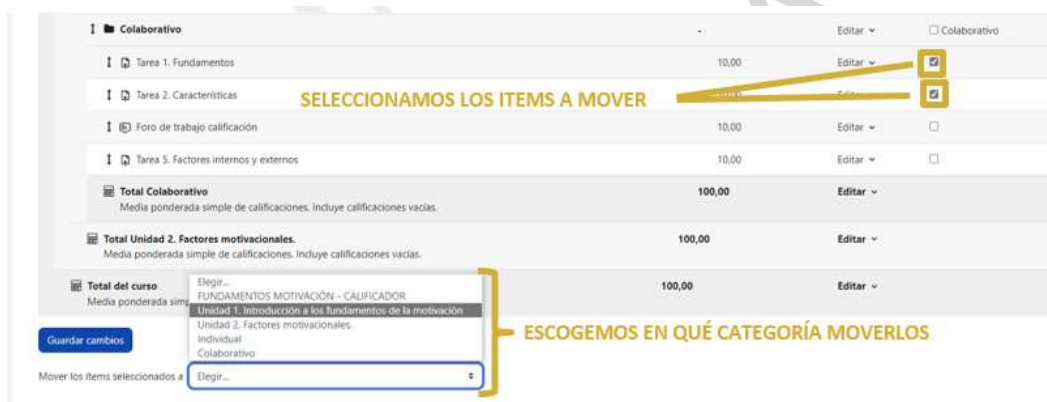 Colaborativo - Editar Colaborativo
Tarea 1. Fundamentos 10,00 Editar
Tarea 2. Características Editar
SELECCIONAMOS LOS ITEMS A MOVER
Foro de trabajo calificación 10,00 Editar
Tarea 5. Factores internos y externos 10,00 Editar
Total Colaborativo 100,00 Editar
Media ponderada simple de calificaciones. Incluye calificaciones vacías.
Total Unidad 2. Factores motivacionales. 100,00 Editar
Media ponderada simple de calificaciones. Incluye calificaciones vacías.
Total del curso 100,00 Editar
Media ponderada
Elegir...
FUNDAMENTOS MOTIVACIÓN - CALIFICADOR
Unidad 1. Introducción a los fundamentos de la motivación
Unidad 2. Factores motivacionales.
Individual
Colaborativo
ESCOGEMOS EN QUÉ CATEGORÍA MOVERLOS
Guardar cambios
Mover los ítems seleccionados a Elegir...